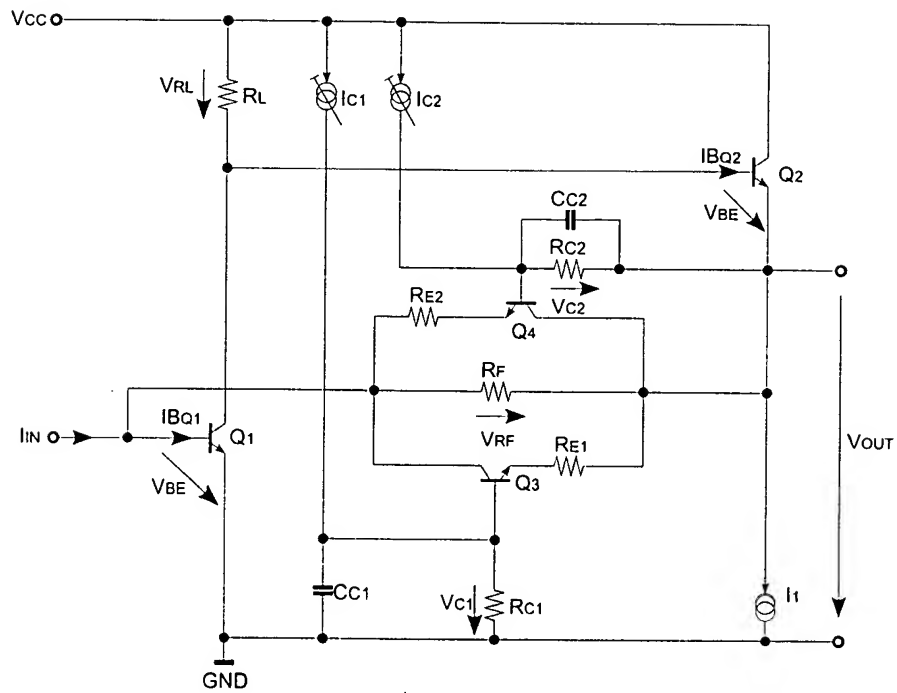 VCC
VRL
RL
IC1
IC2
IBQ2
Q2
VBE
CC2
RC2
VC2
RE2
Q4
RF
VRF
IIN
IBQ1
Q1
VBE
RE1
Q3
VOUT
CC1
VC1
RC1
I1
GND